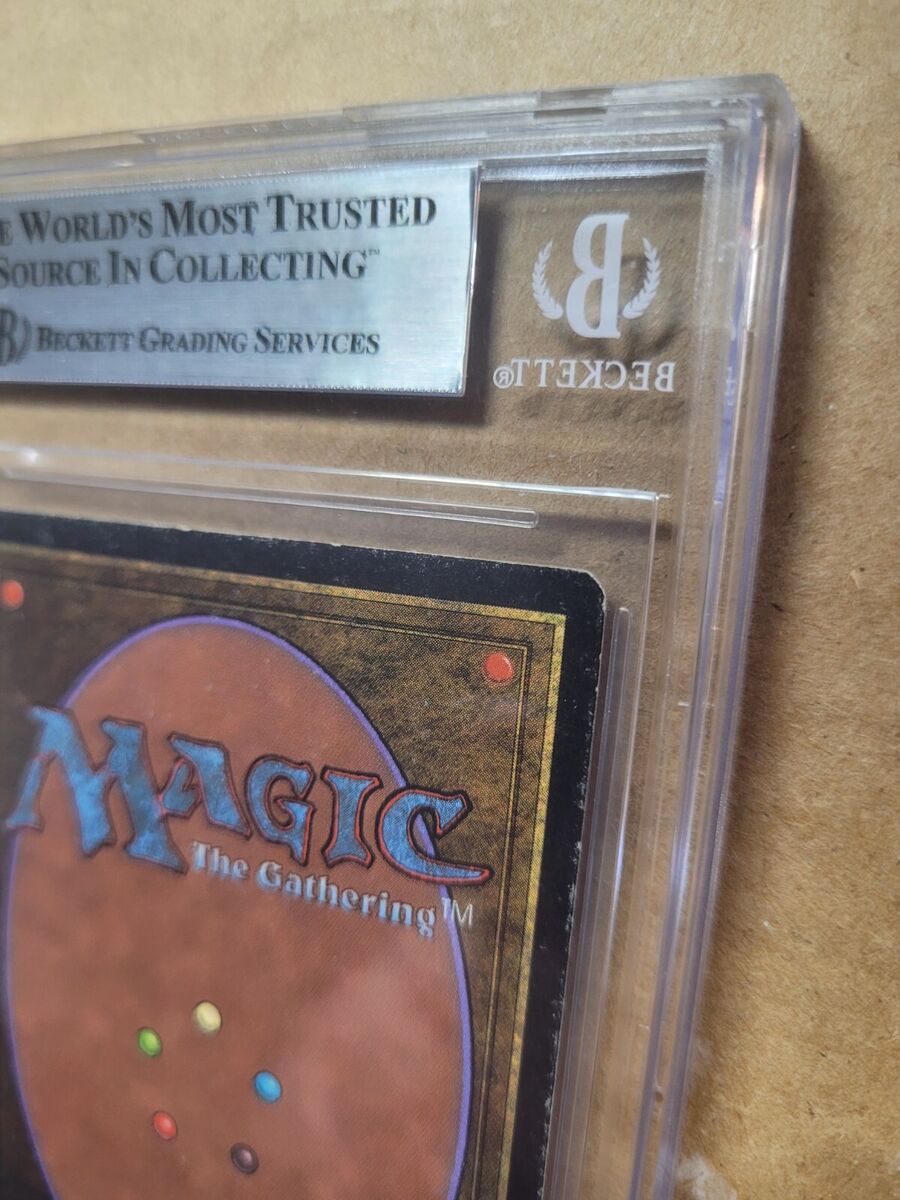 E WORLD'S MOST TRUSTED
SOURCE IN COLLECTING™
B BECKETT GRADING SERVICES
B
BECKETT®
MAGIC
The Gathering™